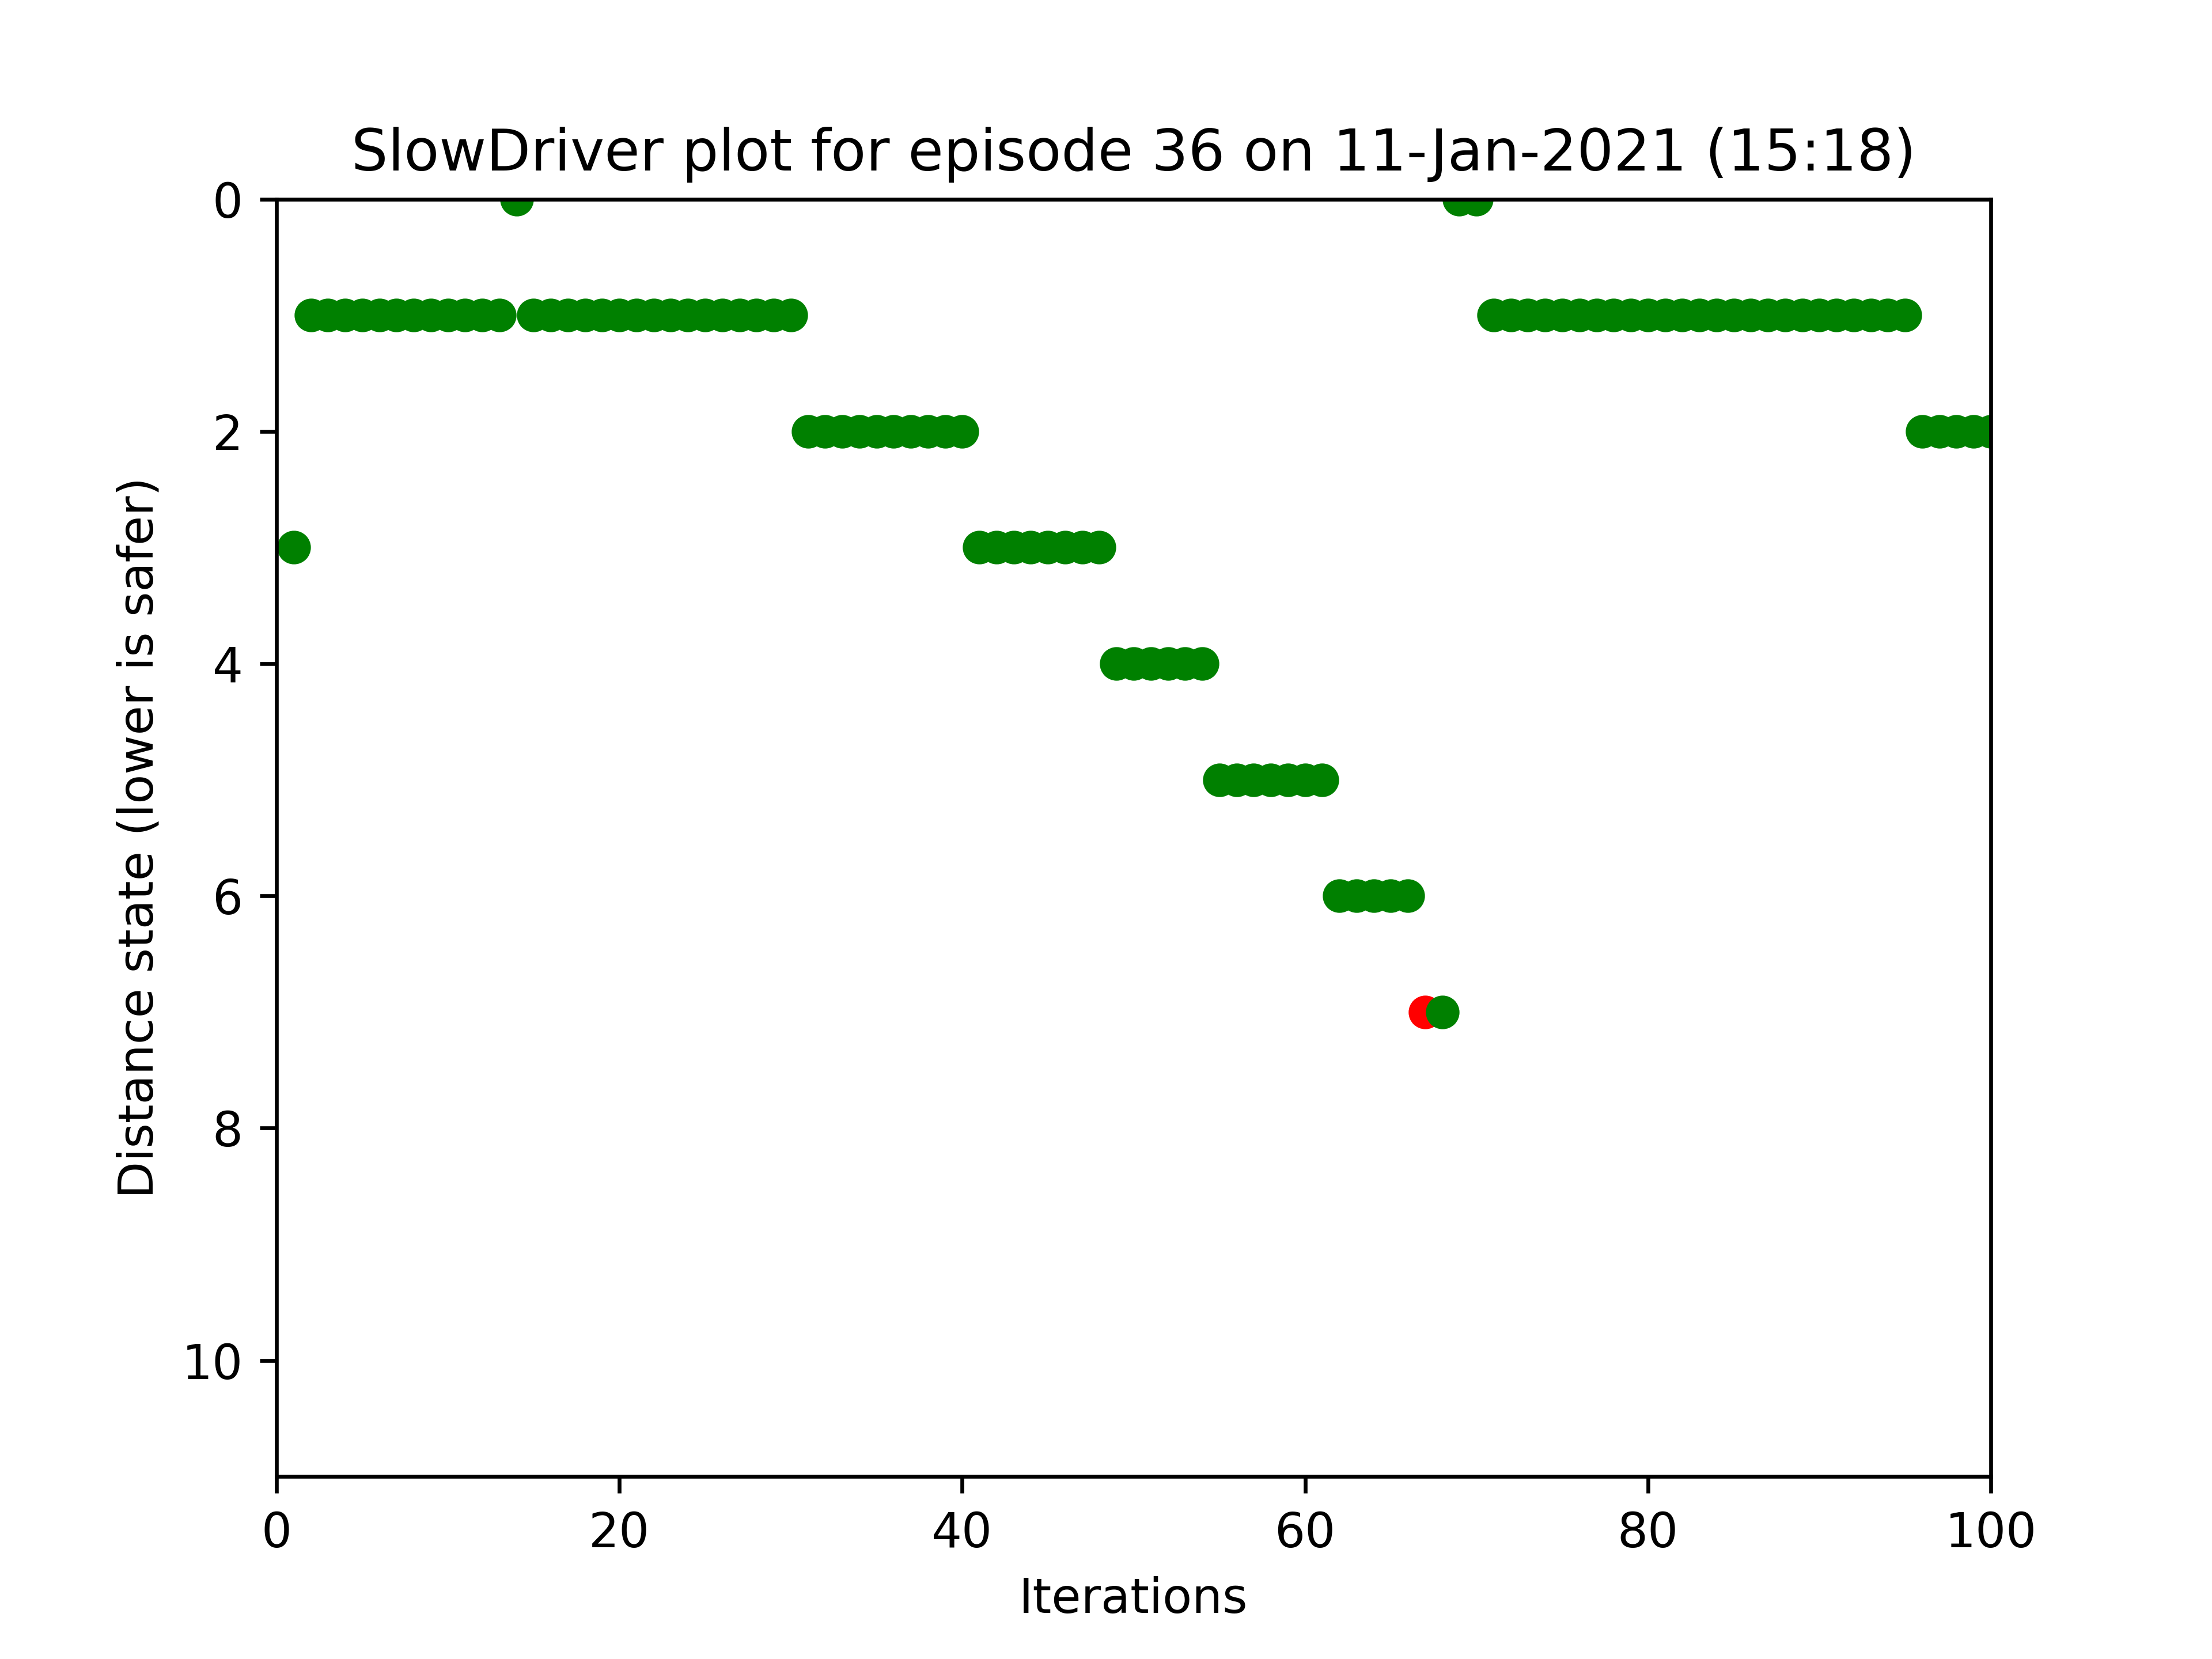 SlowDriver plot for episode 36 on 11-Jan-2021 (15:18)
0
2
4
6
8
10
Distance state (lower is safer)
0 20 40 60 80 100
Iterations